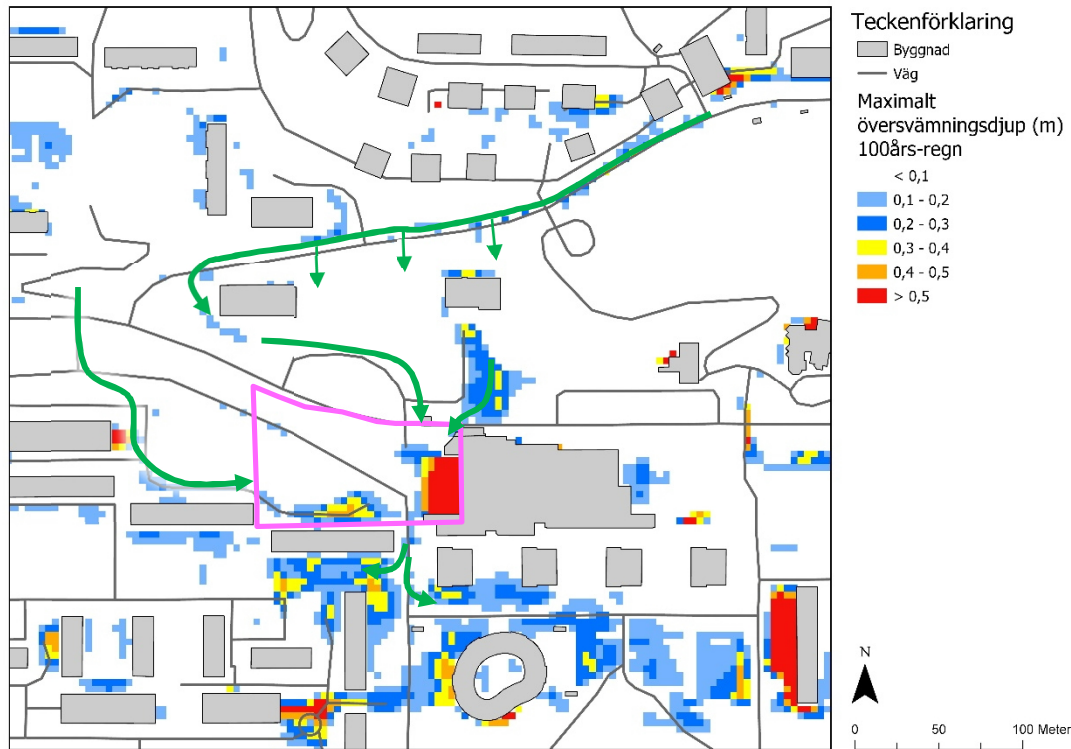 Teckenförklaring
Byggnad
Väg
Maximalt
översvämningsdjup (m)
100års-regn
< 0,1
0,1 - 0,2
0,2 - 0,3
0,3 - 0,4
0,4 - 0,5
> 0,5
N
0 50 100 Meter